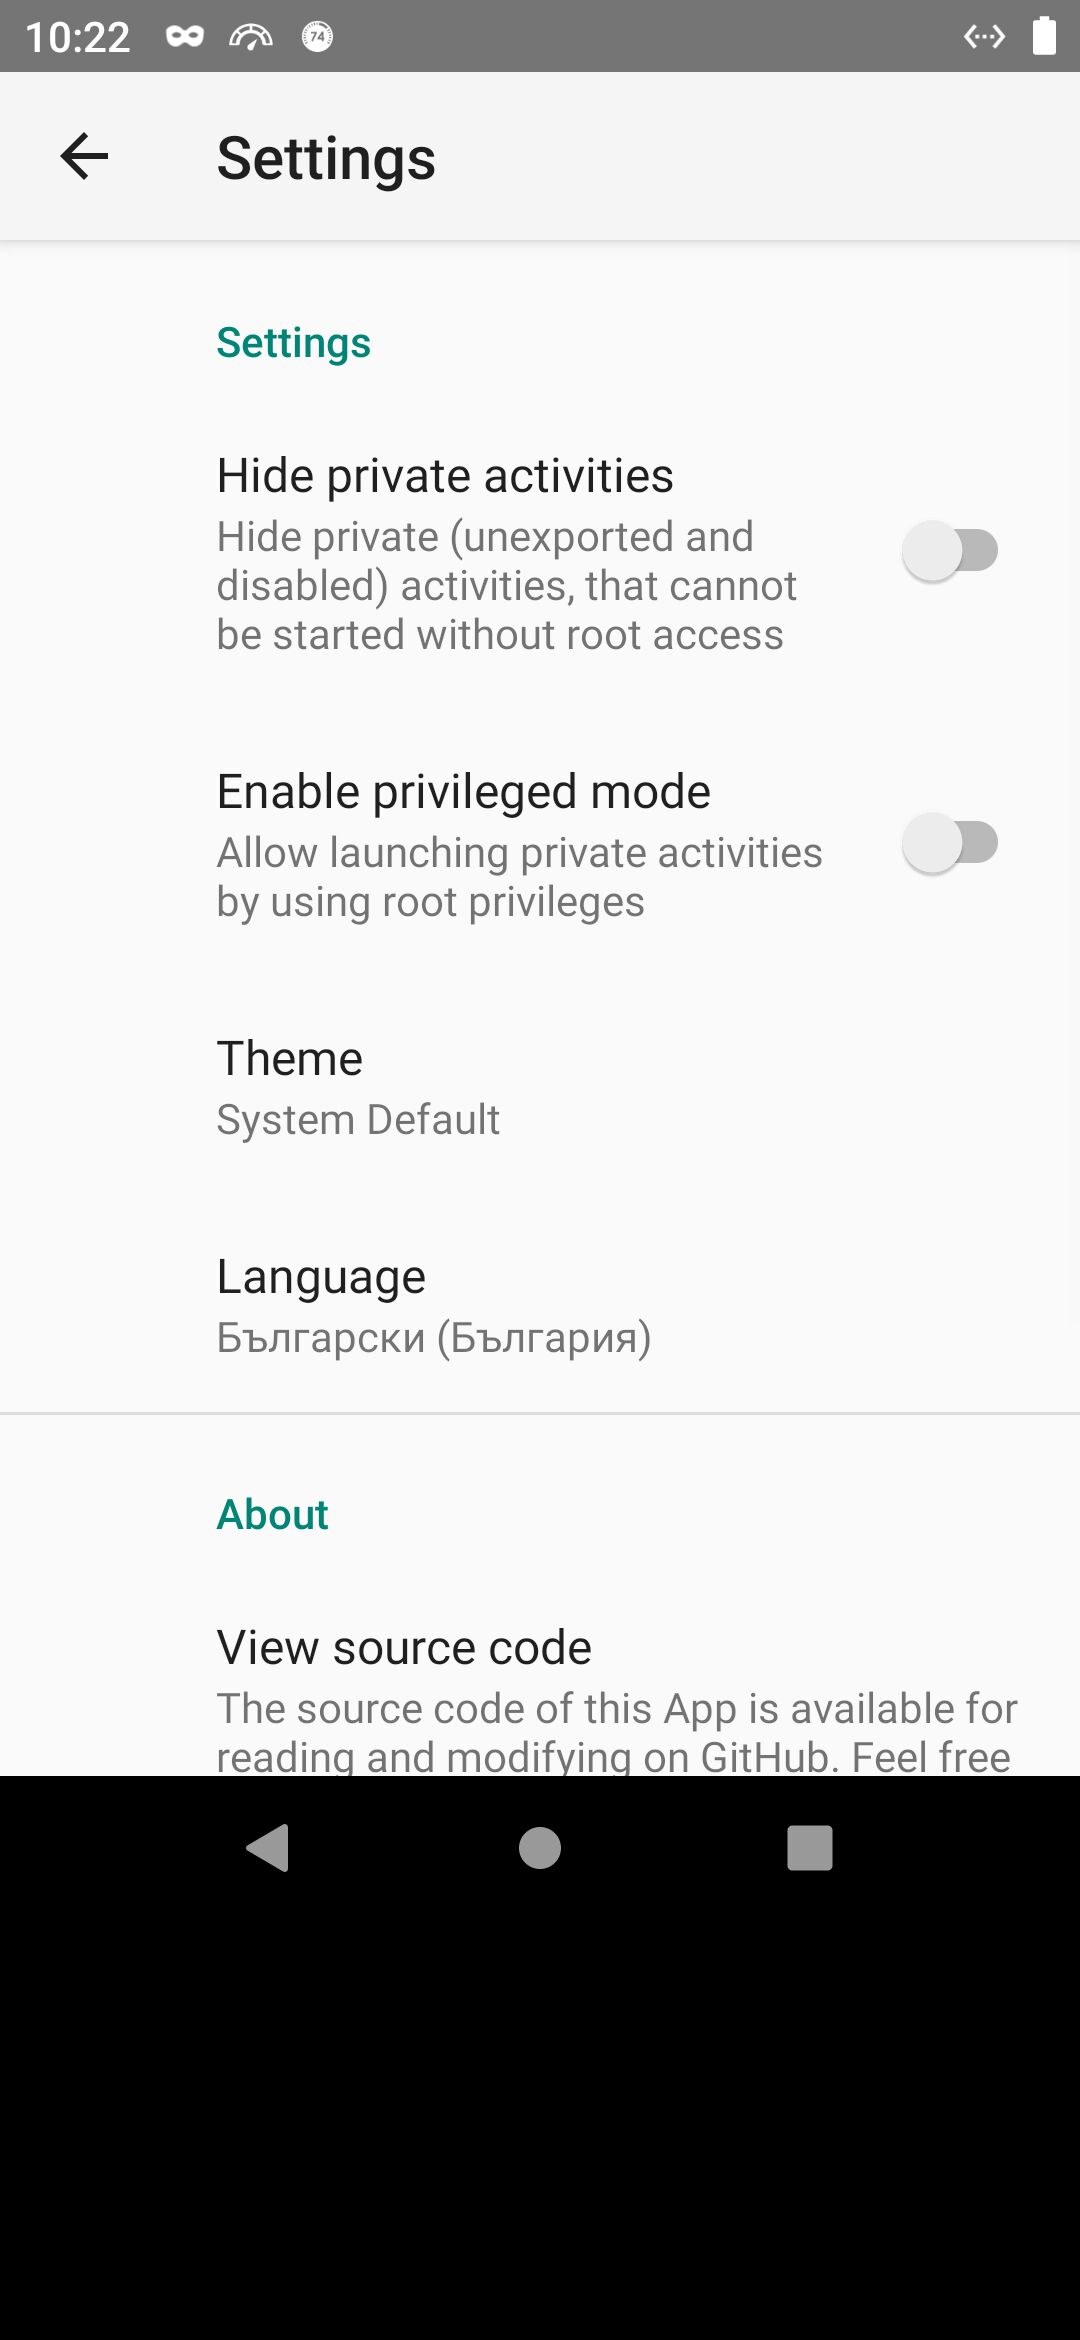 10:22
74
Settings
Settings
Hide private activities
Hide private (unexported and
disabled) activities, that cannot
be started without root access
Enable privileged mode
Allow launching private activities
by using root privileges
Theme
System Default
Language
Български (България)
About
View source code
The source code of this App is available for
reading and modifying on GitHub. Feel free